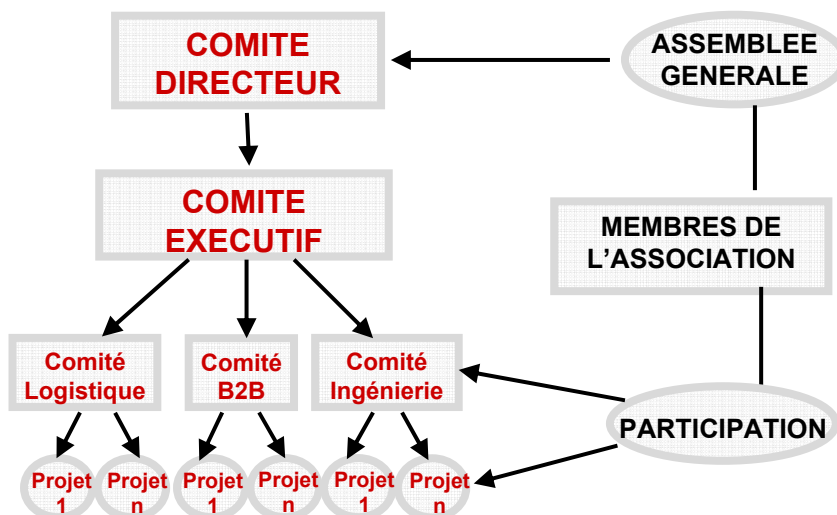 COMITE
DIRECTEUR
ASSEMBLEE
GENERALE
COMITE
EXECUTIF
MEMBRES DE
L’ASSOCIATION
Comité
Logistique
Comité
B2B
Comité
Ingénierie
PARTICIPATION
Projet
1
Projet
n
Projet
1
Projet
n
Projet
1
Projet
n